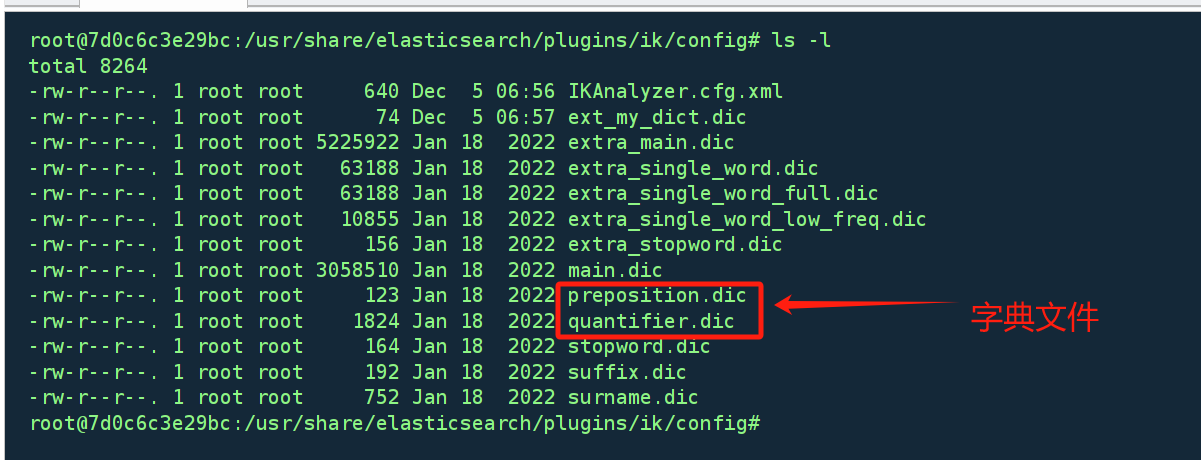 root@7d0c6c3e29bc:/usr/share/elasticsearch/plugins/ik/config# ls -l
total 8264
-rw-r--r--. 1 root root     640 Dec  5 06:56 IKAnalyzer.cfg.xml
-rw-r--r--. 1 root root      74 Dec  5 06:57 ext_my_dict.dic
-rw-r--r--. 1 root root 5225922 Jan 18  2022 extra_main.dic
-rw-r--r--. 1 root root   63188 Jan 18  2022 extra_single_word.dic
-rw-r--r--. 1 root root   63188 Jan 18  2022 extra_single_word_full.dic
-rw-r--r--. 1 root root   10855 Jan 18  2022 extra_single_word_low_freq.dic
-rw-r--r--. 1 root root     156 Jan 18  2022 extra_stopword.dic
-rw-r--r--. 1 root root 3058510 Jan 18  2022 main.dic
-rw-r--r--. 1 root root     123 Jan 18  2022 preposition.dic
-rw-r--r--. 1 root root    1824 Jan 18  2022 quantifier.dic
字典文件
-rw-r--r--. 1 root root     164 Jan 18  2022 stopword.dic
-rw-r--r--. 1 root root     192 Jan 18  2022 suffix.dic
-rw-r--r--. 1 root root     752 Jan 18  2022 surname.dic
root@7d0c6c3e29bc:/usr/share/elasticsearch/plugins/ik/config#